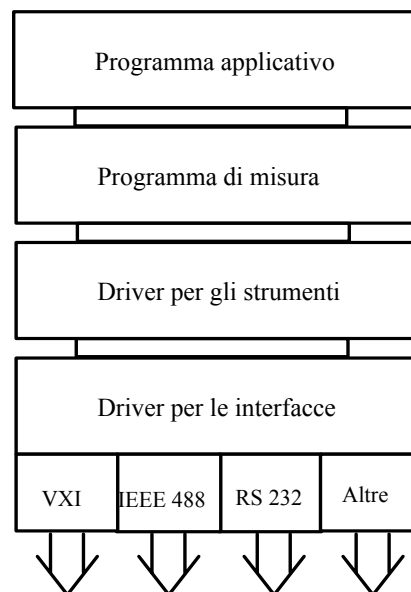 Programma applicativo
Programma di misura
Driver per gli strumenti
Driver per le interfacce
VXI IEEE 488 RS 232 Altre